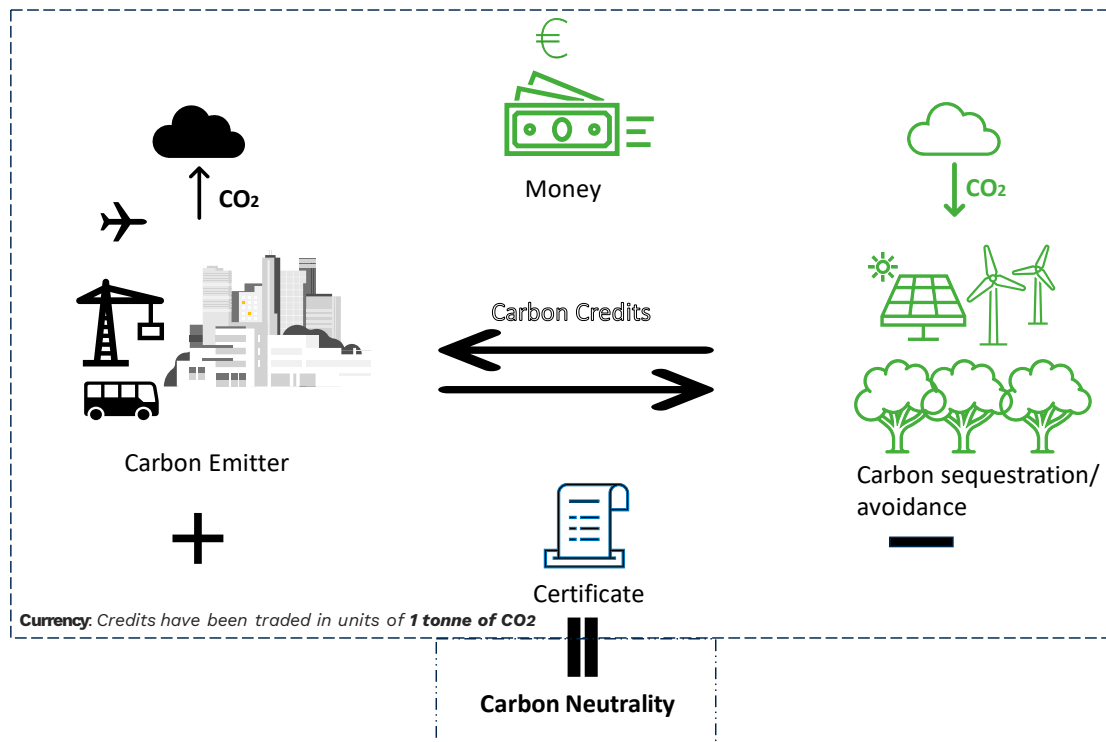 €
Money
CO₂
CO₂
Carbon Credits
Carbon Emitter
Carbon sequestration/
avoidance
Certificate
Currency: Credits have been traded in units of 1 tonne of CO2
Carbon Neutrality